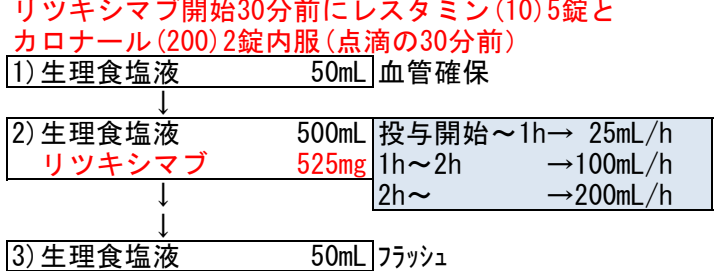 リツキシマブ開始30分前にレスタミン(10)5錠と
カロナール(200)2錠内服(点滴の30分前)
1)生理食塩液 50mL 血管確保
↓
2)生理食塩液 500mL 投与開始～1h→ 25mL/h
リツキシマブ 525mg 1h～2h →100mL/h
↓ 2h～ →200mL/h
↓
3)生理食塩液 50mL ﾌﾗｯｼｭ